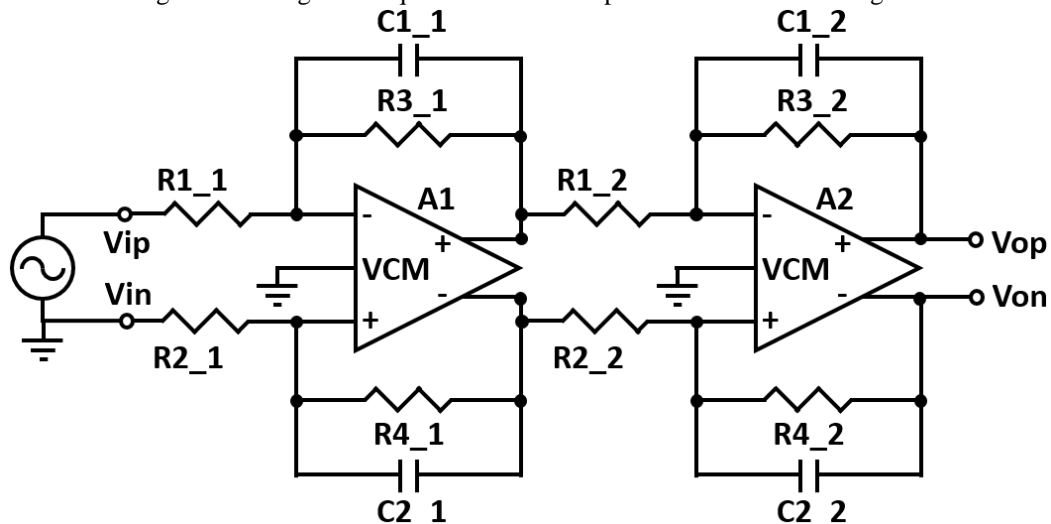 C1_1
C1_2
R3_1
R3_2
R1_1
A1
R1_2
A2
-
-
Vip
+
+
Vop
VCM
VCM
Vin
-
-
Von
+
+
R2_1
R2_2
R4_1
R4_2
C2_1
C2_2